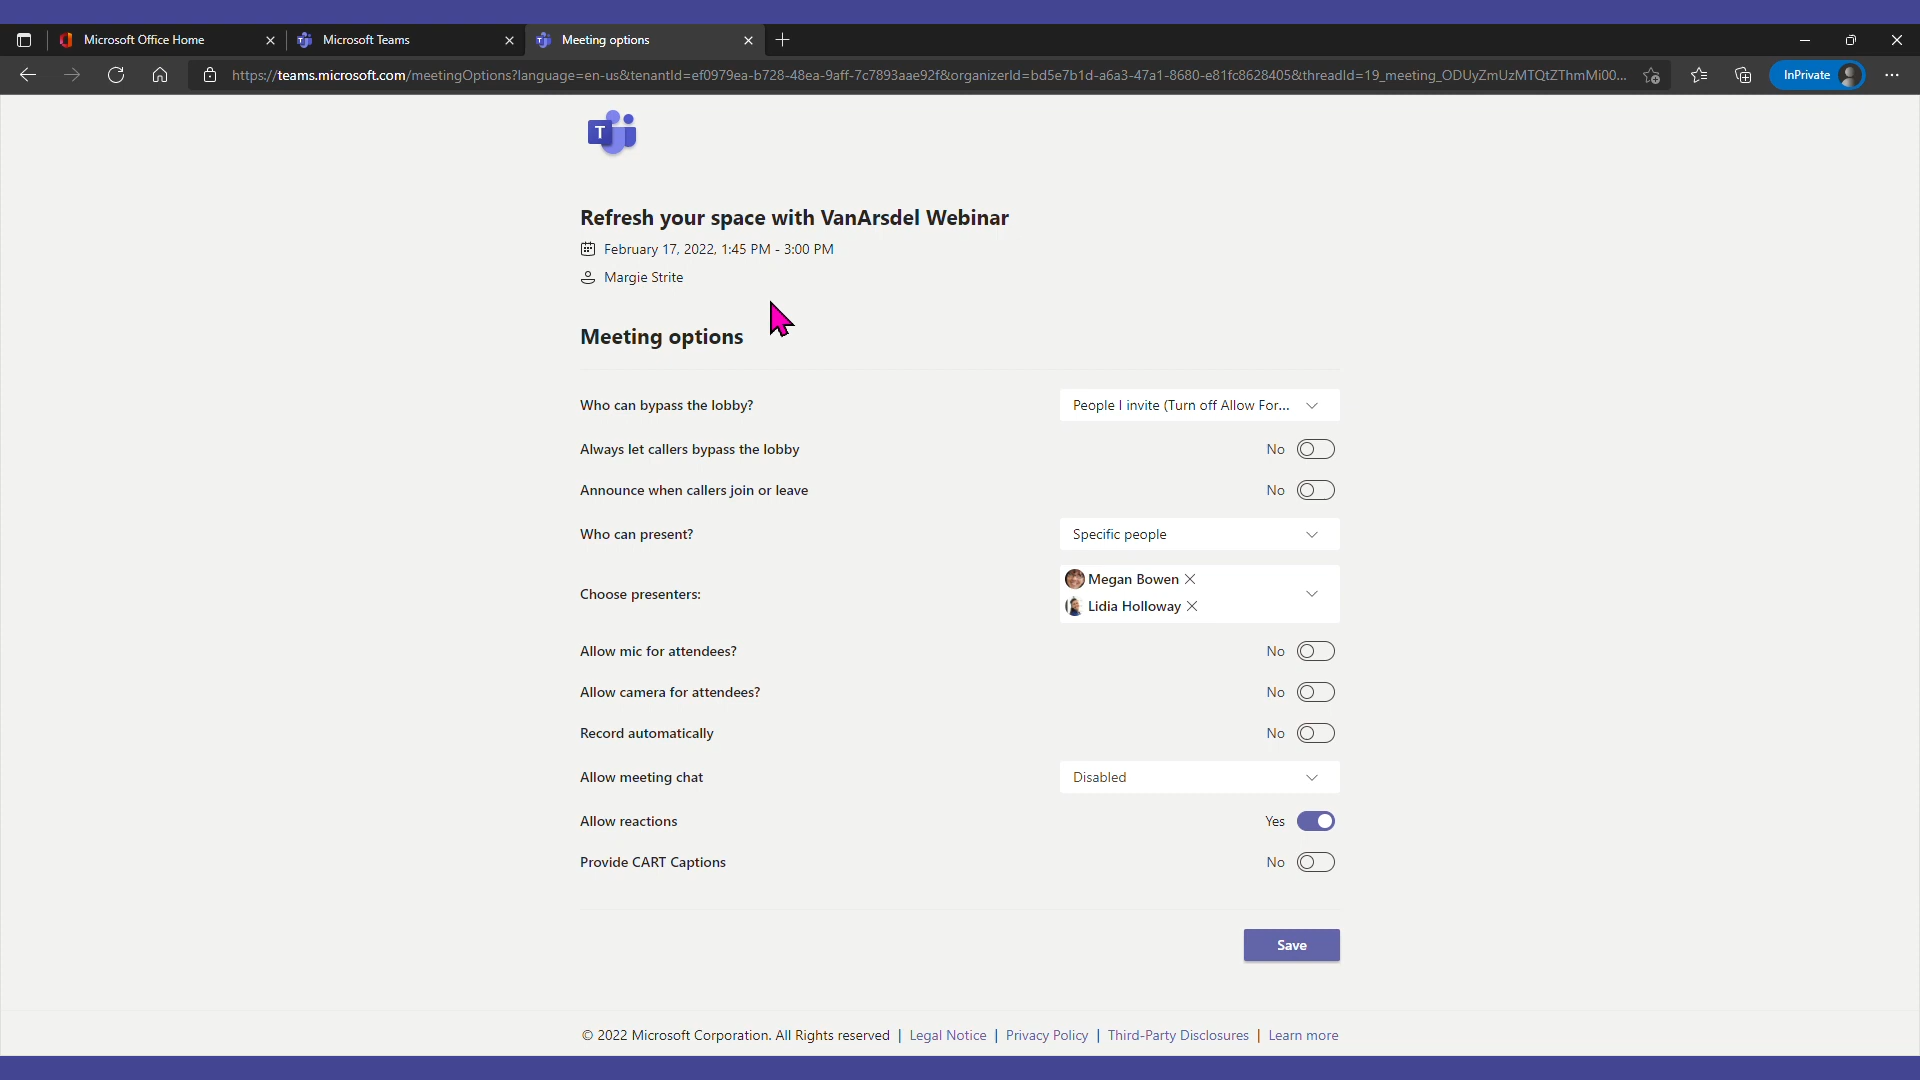 Microsoft Office Home
Microsoft Teams
Meeting options
https://teams.microsoft.com/meetingOptions?language=en-us&tenantId=ef0979ea-b728-48ea-9aff-7c7893aae92f&organizerId=bd5e7b1d-a6a3-47a1-8680-e81fc8628405&threadId=19_meeting_ODUyZmUzMTQtZThmMi00...
InPrivate
T
Refresh your space with VanArsdel Webinar
February 17, 2022, 1:45 PM - 3:00 PM
Margie Strite
Meeting options
Who can bypass the lobby? People I invite (Turn off Allow For...
Always let callers bypass the lobby No
Announce when callers join or leave No
Who can present? Specific people
Choose presenters:
Megan Bowen
Lidia Holloway
Allow mic for attendees? No
Allow camera for attendees? No
Record automatically No
Allow meeting chat Disabled
Allow reactions Yes
Provide CART Captions No
Save
© 2022 Microsoft Corporation. All Rights reserved | Legal Notice | Privacy Policy | Third-Party Disclosures | Learn more